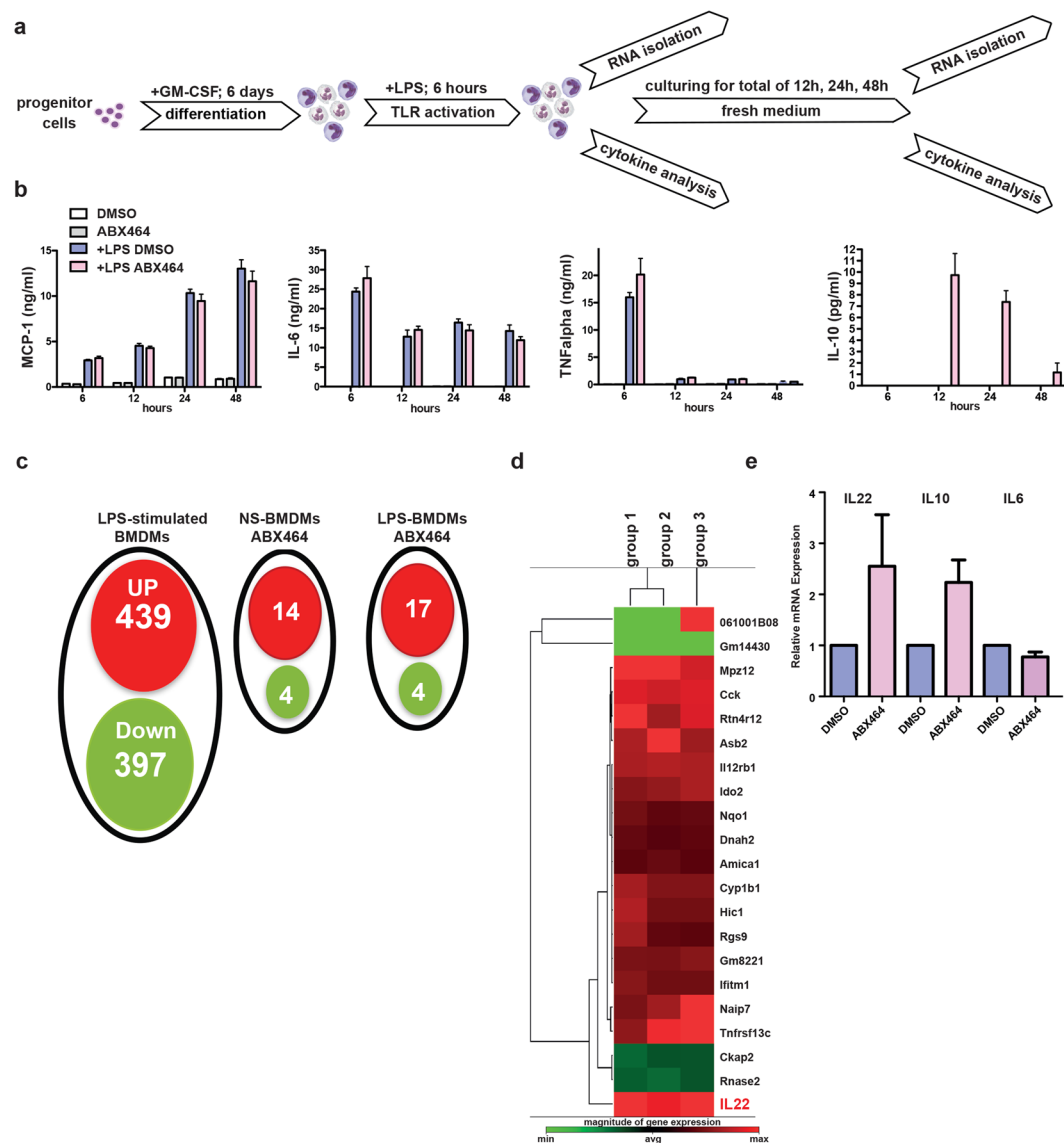 a
progenitor
cells
+GM-CSF; 6 days
differentiation
+LPS; 6 hours
TLR activation
RNA isolation
cytokine analysis
culturing for total of 12h, 24h, 48h
fresh medium
RNA isolation
cytokine analysis
b
DMSO
ABX464
+LPS DMSO
+LPS ABX464
MCP-1 (ng/ml)
15
10
5
0
6 12 24 48
hours
IL-6 (ng/ml)
35
30
25
20
15
10
5
0
6 12 24 48
hours
TNFalpha (ng/ml)
20
15
10
5
0
6 12 24 48
hours
IL-10 (pg/ml)
12
11
10
9
8
7
6
5
4
3
2
1
0
6 12 24 48
hours
c
LPS-stimulated
BMDMs
UP
439
Down
397
NS-BMDMs
ABX464
14
4
LPS-BMDMs
ABX464
17
4
d
group 1
group 2
group 3
061001B08
Gm14430
Mpz12
Cck
Rtn4r12
Asb2
Il12rb1
Ido2
Nqo1
Dnah2
Amica1
Cyp1b1
Hic1
Rgs9
Gm8221
Ifitm1
Naip7
Tnfrsf13c
Ckap2
Rnase2
IL22
magnitude of gene expression
min avg max
e
Relative mRNA Expression
4
3
2
1
0
IL22 IL10 IL6
DMSO ABX464 DMSO ABX464 DMSO ABX464